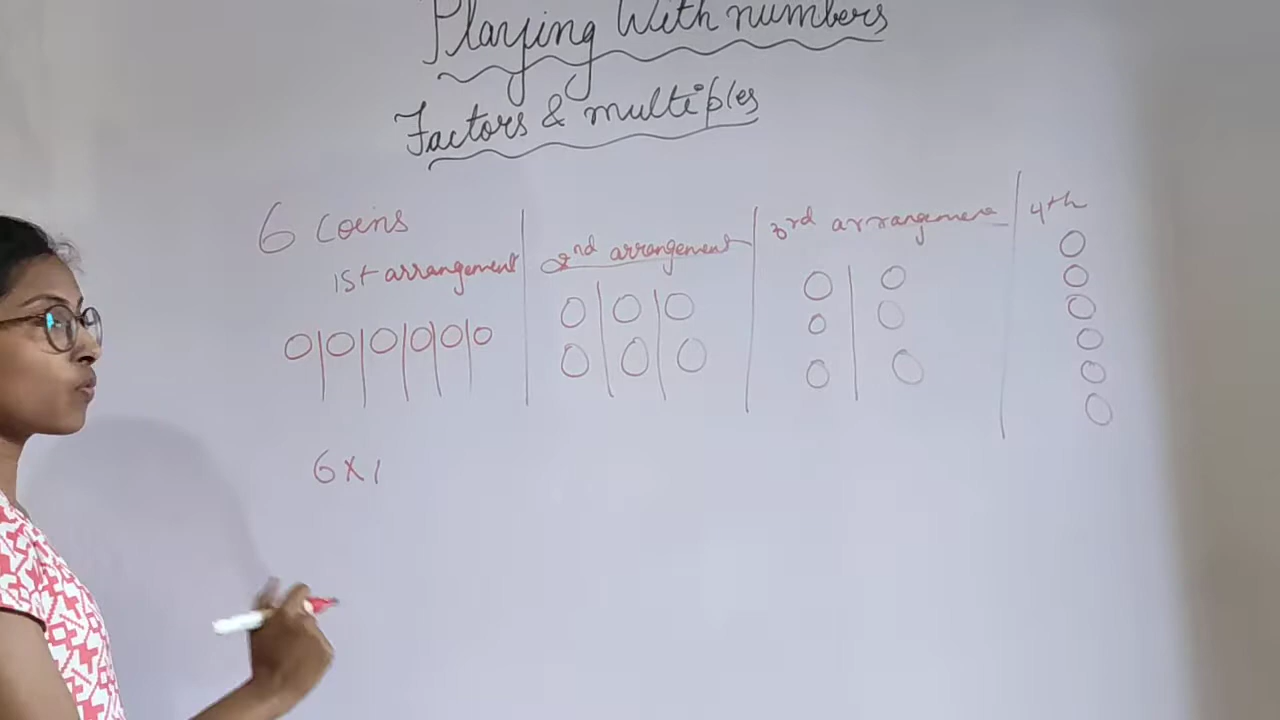 Playing With numbers
Factors & multiples
6 coins
1st arrangement
2nd arrangement
3rd arrangement
4th
6 x 1